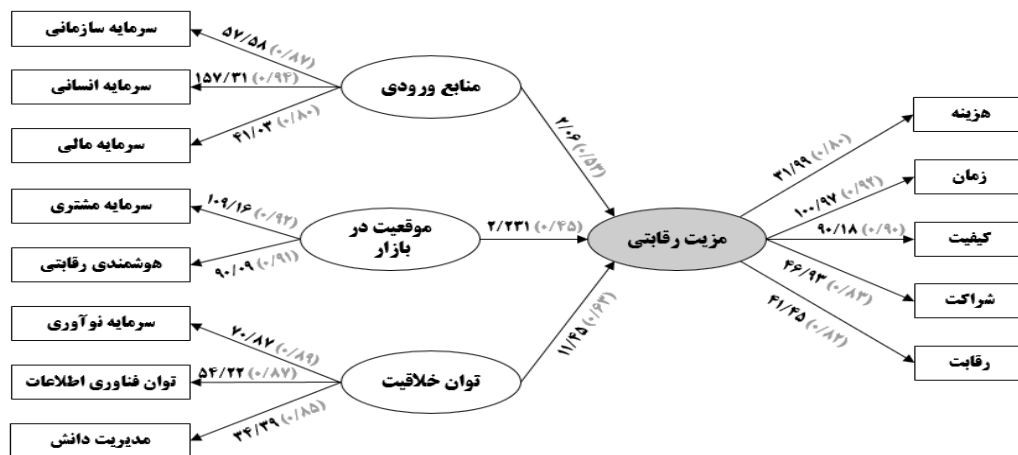 سرمایه سازمانی
۵۷/۵۸ (۰/۸۷)
سرمایه انسانی
۱۵۷/۳۱ (۰/۹۴)
سرمایه مالی
۴۱/۰۳ (۰/۸۰)
منابع ورودی
۲/۰۶ (۰/۵۳)
سرمایه مشتری
۱۰۹/۱۶ (۰/۹۲)
هوشمندی رقابتی
۹۰/۰۹ (۰/۹۱)
موقعیت در
بازار
۲/۲۳۱ (۰/۴۵)
سرمایه نوآوری
۷۰/۸۷ (۰/۸۹)
توان فناوری اطلاعات
۵۴/۲۲ (۰/۸۷)
مدیریت دانش
۳۴/۳۹ (۰/۸۵)
توان خلاقیت
۱۱/۴۵ (۰/۶۴)
مزیت رقابتی
هزینه
۳۱/۹۹ (۰/۸۰)
زمان
۱۰۰/۹۷ (۰/۹۲)
کیفیت
۹۰/۱۸ (۰/۹۰)
شراکت
۴۶/۹۳ (۰/۸۳)
رقابت
۴۱/۴۵ (۰/۸۲)